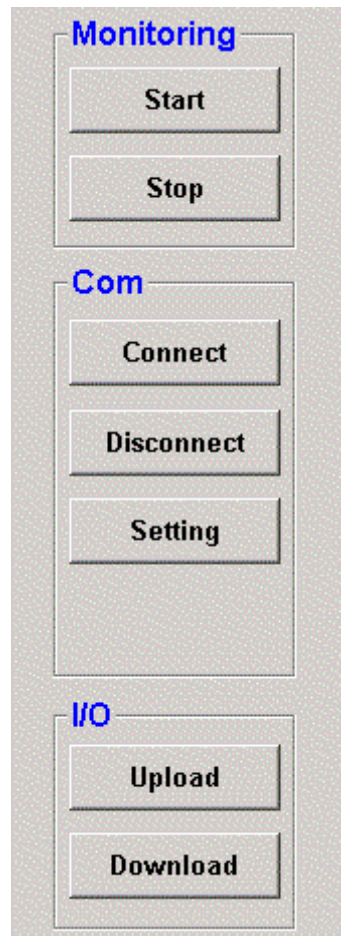 Monitoring
Start
Stop
Com
Connect
Disconnect
Setting
I/O
Upload
Download